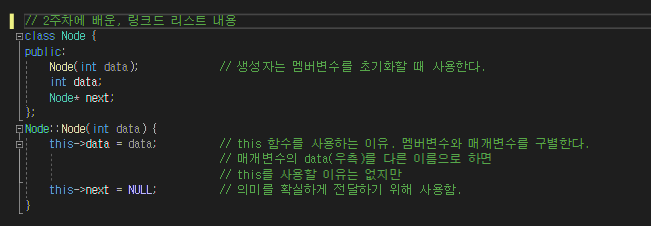 // 2주차에 배운, 링크드 리스트 내용
class Node {
public:
Node(int data); // 생성자는 멤버변수를 초기화할 때 사용한다.
int data;
Node* next;
};
Node::Node(int data) {
this->data = data; // this 함수를 사용하는 이유. 멤버변수와 매개변수를 구별한다.
// 매개변수의 data(우측)를 다른 이름으로 하면
// this를 사용할 이유는 없지만
this->next = NULL; // 의미를 확실하게 전달하기 위해 사용함.
}